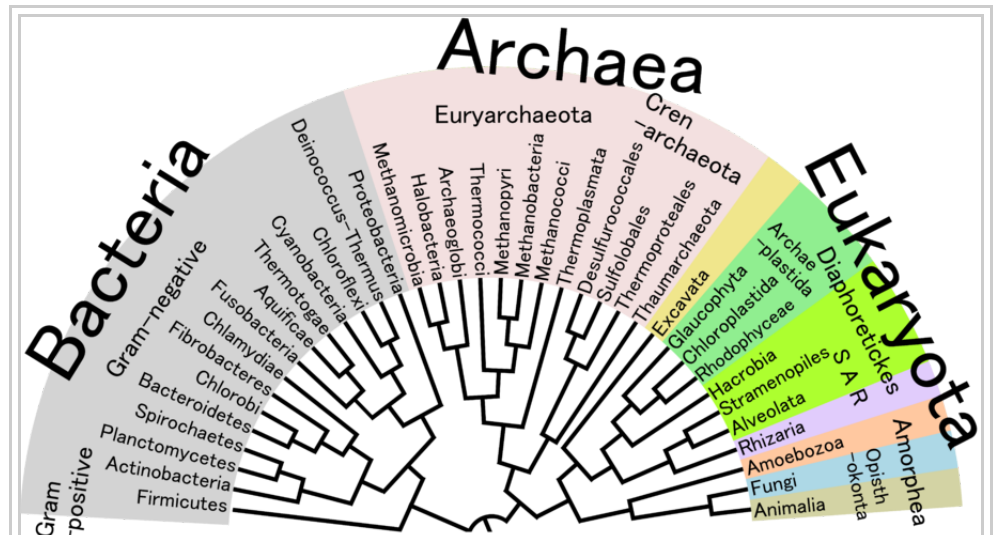 Bacteria
Archaea
Eukaryota
Gram
positive
Gram-negative
Firmicutes
Actinobacteria
Planctomycetes
Spirochaetes
Bacteroidetes
Chlorobi
Fibrobacteres
Chlamydiae
Fusobacteria
Aquificae
Thermotogae
Cyanobacteria
Chloroflexi
Deinococcus-Thermus
Proteobacteria
Euryarchaeota
Methanomicrobia
Halobacteria
Archaeoglobi
Thermococci
Methanopyri
Methanobacteria
Methanococci
Thermoplasmata
Cren
-archaeota
Desulfurococcales
Sulfolobales
Thermoproteales
Thaumarchaeota
Excavata
Archae
-plastida
Diaphoretickes
Glaucophyta
Chloroplastida
Rhodophyceae
Hacrobia
S A R
Stramenopiles
Alveolata
Rhizaria
Amorphea
Amoebozoa
Opisth
-okonta
Fungi
Animalia